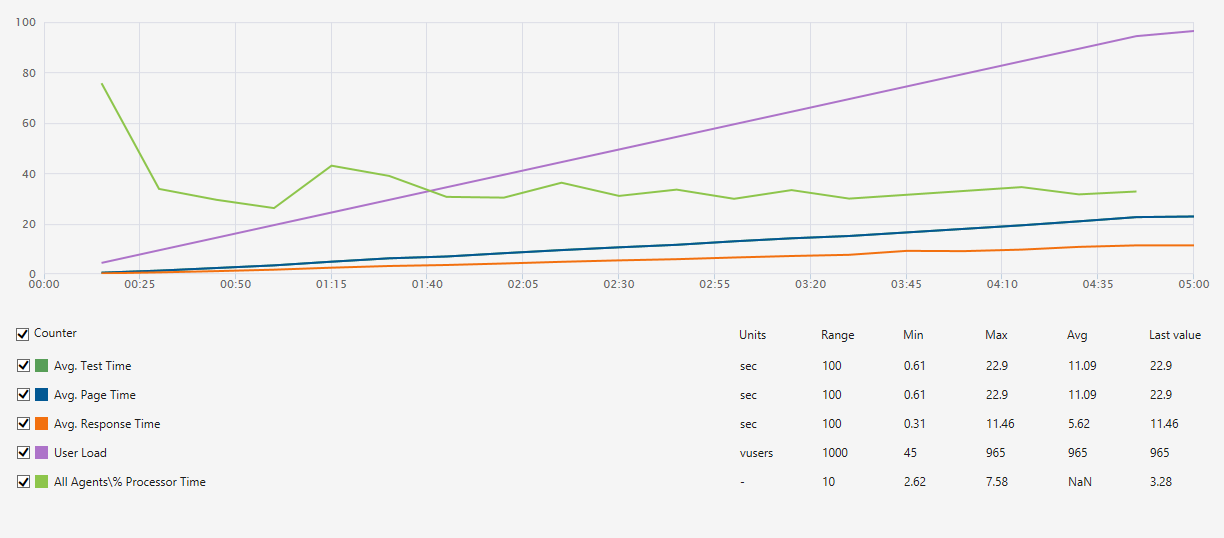 100
80
60
40
20
0
00:00 00:25 00:50 01:15 01:40 02:05 02:30 02:55 03:20 03:45 04:10 04:35 05:00
Counter Units Range Min Max Avg Last value
Avg. Test Time sec 100 0.61 22.9 11.09 22.9
Avg. Page Time sec 100 0.61 22.9 11.09 22.9
Avg. Response Time sec 100 0.31 11.46 5.62 11.46
User Load vusers 1000 45 965 965 965
All Agents\% Processor Time - 10 2.62 7.58 NaN 3.28